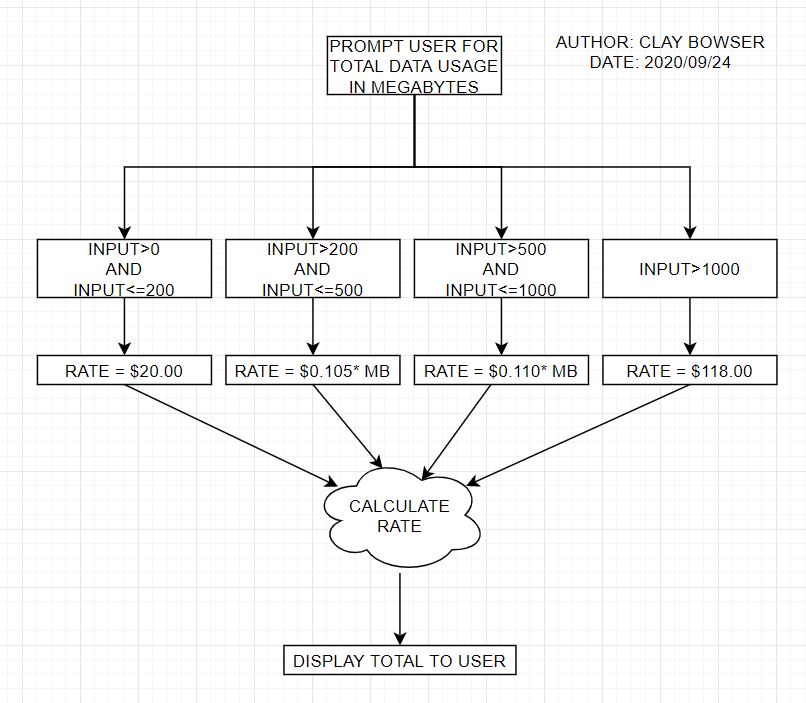 PROMPT USER FOR
TOTAL DATA USAGE
IN MEGABYTES
AUTHOR: CLAY BOWSER
DATE: 2020/09/24
INPUT>0
AND
INPUT<=200
INPUT>200
AND
INPUT<=500
INPUT>500
AND
INPUT<=1000
INPUT>1000
RATE = $20.00
RATE = $0.105* MB
RATE = $0.110* MB
RATE = $118.00
CALCULATE
RATE
DISPLAY TOTAL TO USER